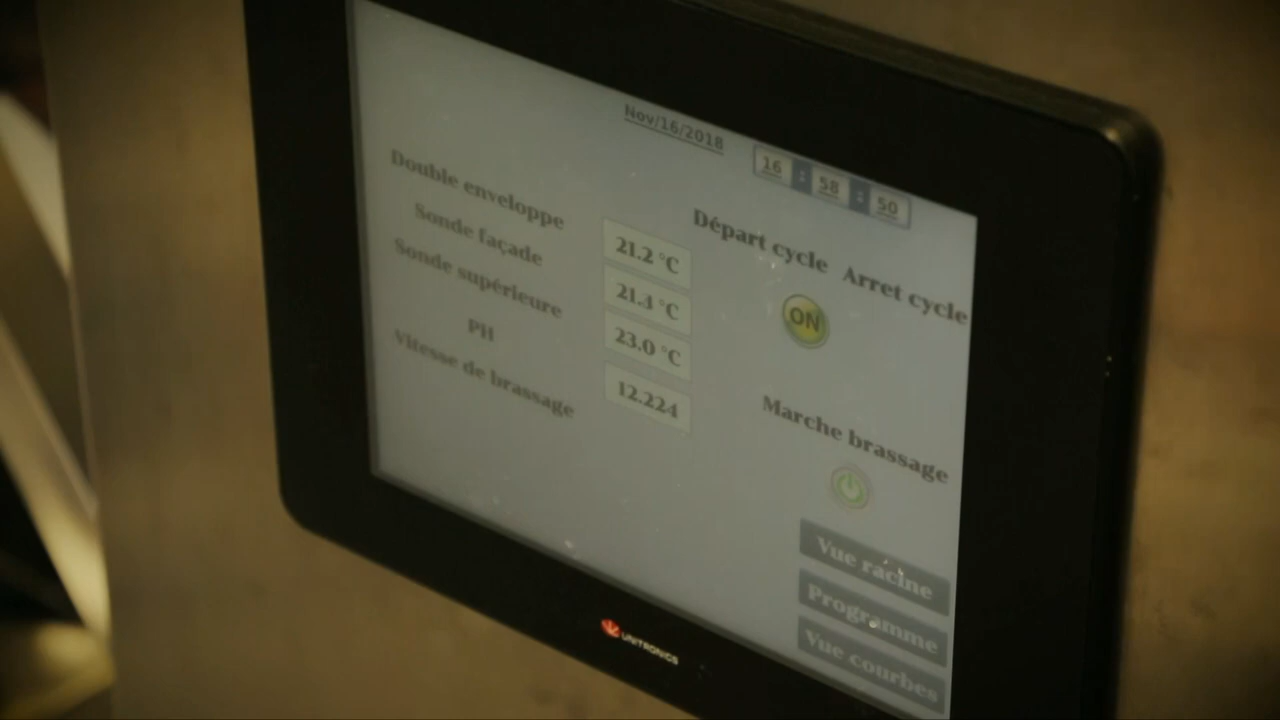 Nov/16/2018
16 : 58 : 50
Double enveloppe
21.2 °C
Sonde façade
21.4 °C
Sonde supérieure
23.0 °C
PH
12.224
Vitesse de brassage
Départ cycle
Arret cycle
ON
Marche brassage
Vue racine
Programme
Vue courbes
UNITRONICS